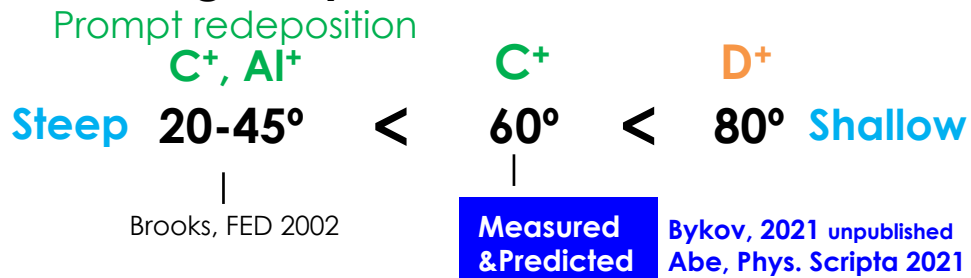 Prompt redeposition
C⁺, Al⁺ C⁺ D⁺
Steep 20-45º < 60º < 80º Shallow
Brooks, FED 2002
Measured
&Predicted
Bykov, 2021 unpublished
Abe, Phys. Scripta 2021